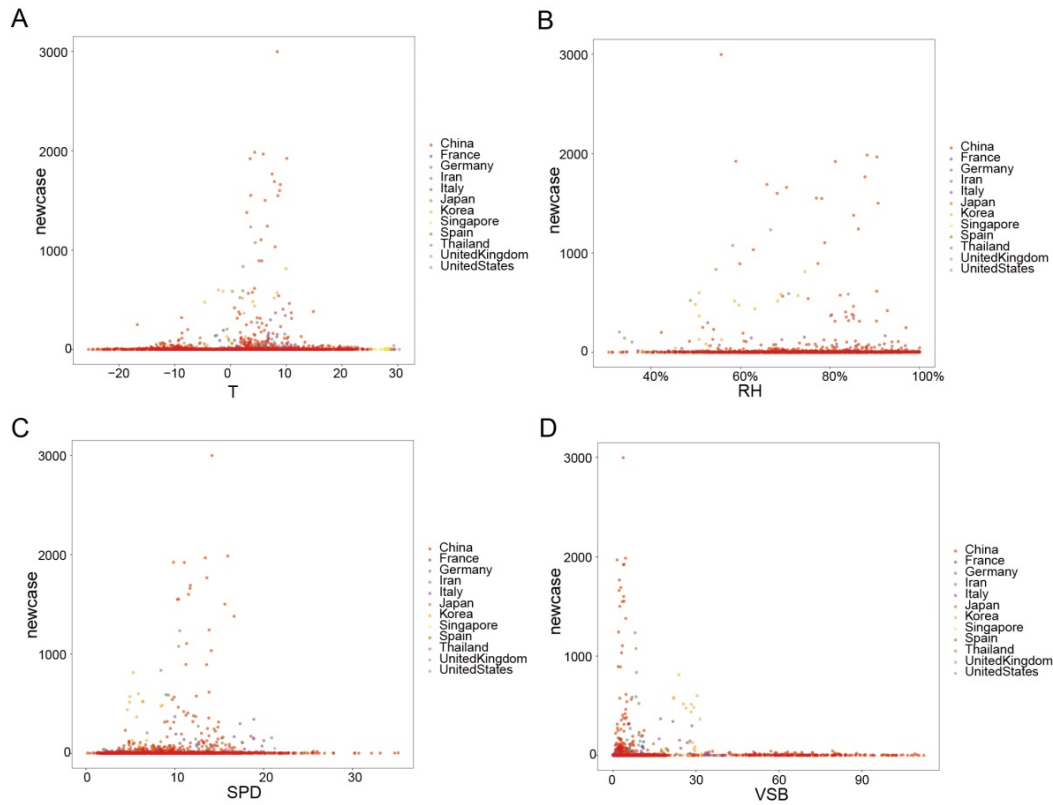 A
newcase
3000
2000
1000
0
−20
−10
0
10
20
30
T
China
France
Germany
Iran
Italy
Japan
Korea
Singapore
Spain
Thailand
UnitedKingdom
UnitedStates
B
newcase
3000
2000
1000
0
40%
60%
80%
100%
RH
China
France
Germany
Iran
Italy
Japan
Korea
Singapore
Spain
Thailand
UnitedKingdom
UnitedStates
C
newcase
3000
2000
1000
0
0
10
20
30
SPD
China
France
Germany
Iran
Italy
Japan
Korea
Singapore
Spain
Thailand
UnitedKingdom
UnitedStates
D
newcase
3000
2000
1000
0
0
30
60
90
VSB
China
France
Germany
Iran
Italy
Japan
Korea
Singapore
Spain
Thailand
UnitedKingdom
UnitedStates